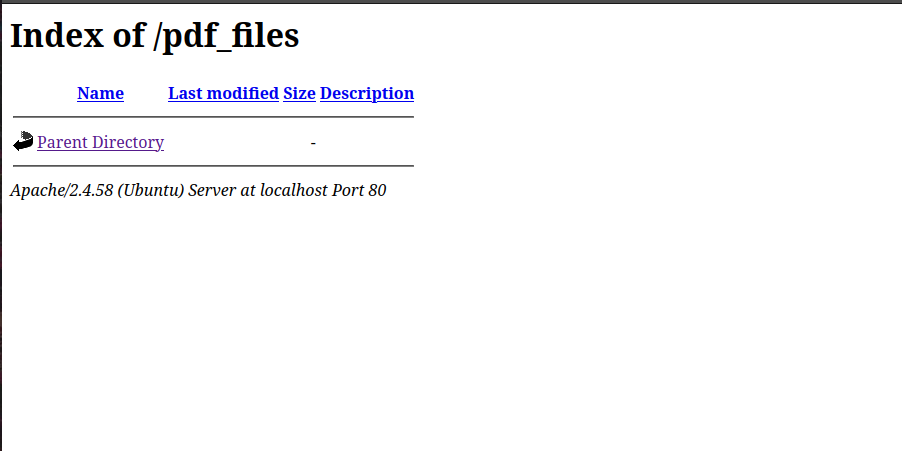 Index of /pdf_files
Name Last modified Size Description
Parent Directory -
Apache/2.4.58 (Ubuntu) Server at localhost Port 80